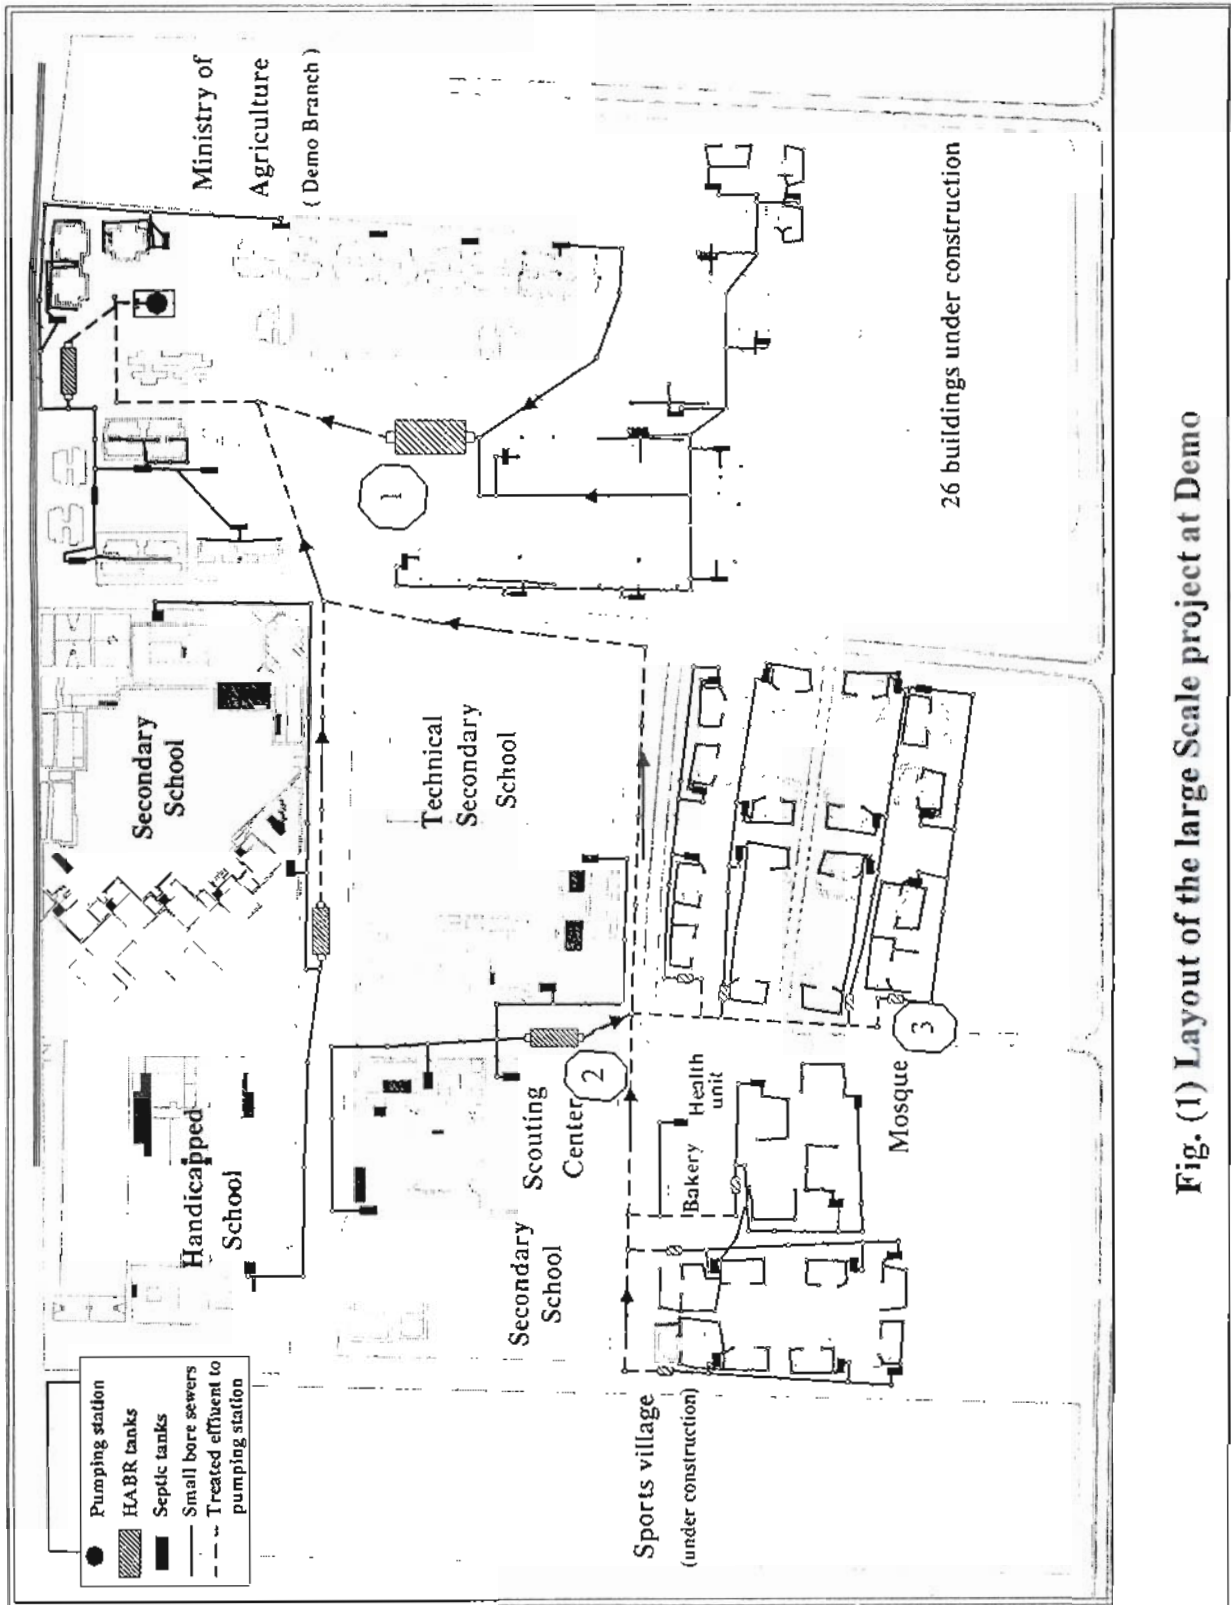 Ministry of
Agriculture
( Demo Branch )
Secondary
School
Technical
Secondary
School
26 buildings under construction
1
Handicapped
School
Scouting
Center
2
Secondary
School
Health
unit
Bakery
Mosque
3
Sports village
(under construction)
Pumping station
HABR tanks
Septic tanks
Small bore sewers
Treated effluent to
pumping station
Fig. (1) Layout of the large Scale project at Demo